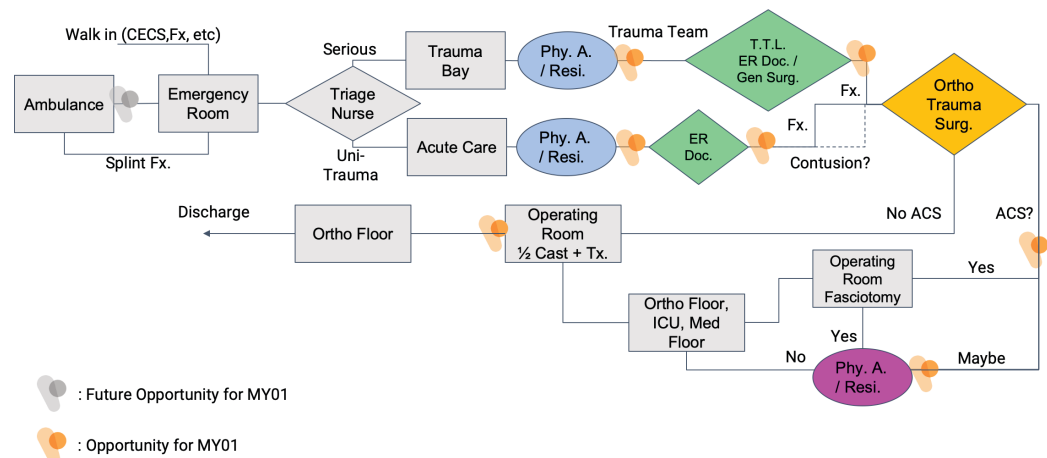 Walk in (CECS,Fx, etc)
Ambulance
Emergency
Room
Splint Fx.
Triage
Nurse
Serious
Uni-
Trauma
Trauma
Bay
Acute Care
Phy. A.
/ Resi.
Phy. A.
/ Resi.
Trauma Team
T.T.L.
ER Doc. /
Gen Surg.
ER
Doc.
Fx.
Fx.
Contusion?
Ortho
Trauma
Surg.
Discharge
Ortho Floor
Operating
Room
½ Cast + Tx.
No ACS
ACS?
Ortho Floor,
ICU, Med
Floor
Operating
Room
Fasciotomy
Yes
Yes
No
Phy. A.
/ Resi.
Maybe
: Future Opportunity for MY01
: Opportunity for MY01